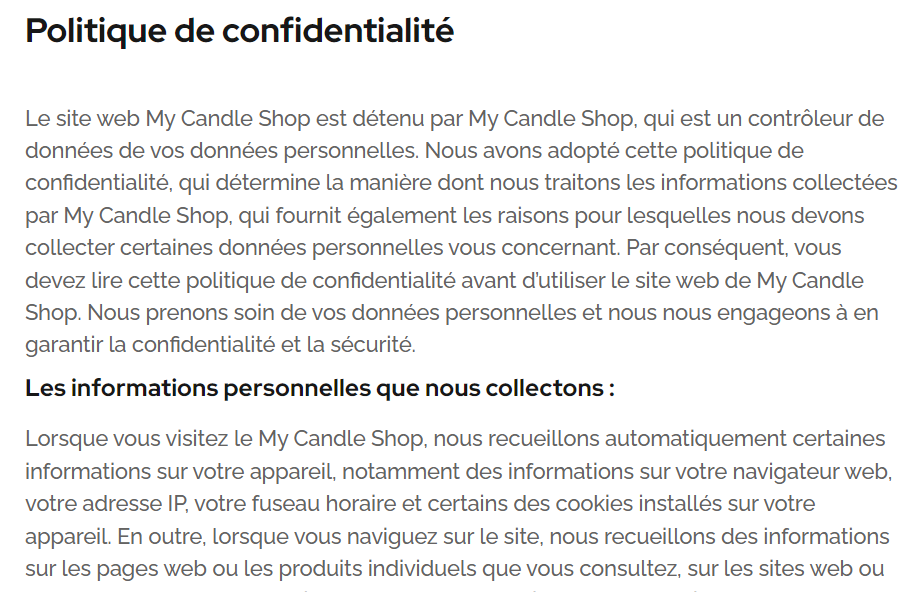 Politique de confidentialité
Le site web My Candle Shop est détenu par My Candle Shop, qui est un contrôleur de
données de vos données personnelles. Nous avons adopté cette politique de
confidentialité, qui détermine la manière dont nous traitons les informations collectées
par My Candle Shop, qui fournit également les raisons pour lesquelles nous devons
collecter certaines données personnelles vous concernant. Par conséquent, vous
devez lire cette politique de confidentialité avant d'utiliser le site web de My Candle
Shop. Nous prenons soin de vos données personnelles et nous nous engageons à en
garantir la confidentialité et la sécurité.
Les informations personnelles que nous collectons :
Lorsque vous visitez le My Candle Shop, nous recueillons automatiquement certaines
informations sur votre appareil, notamment des informations sur votre navigateur web,
votre adresse IP, votre fuseau horaire et certains des cookies installés sur votre
appareil. En outre, lorsque vous naviguez sur le site, nous recueillons des informations
sur les pages web ou les produits individuels que vous consultez, sur les sites web ou